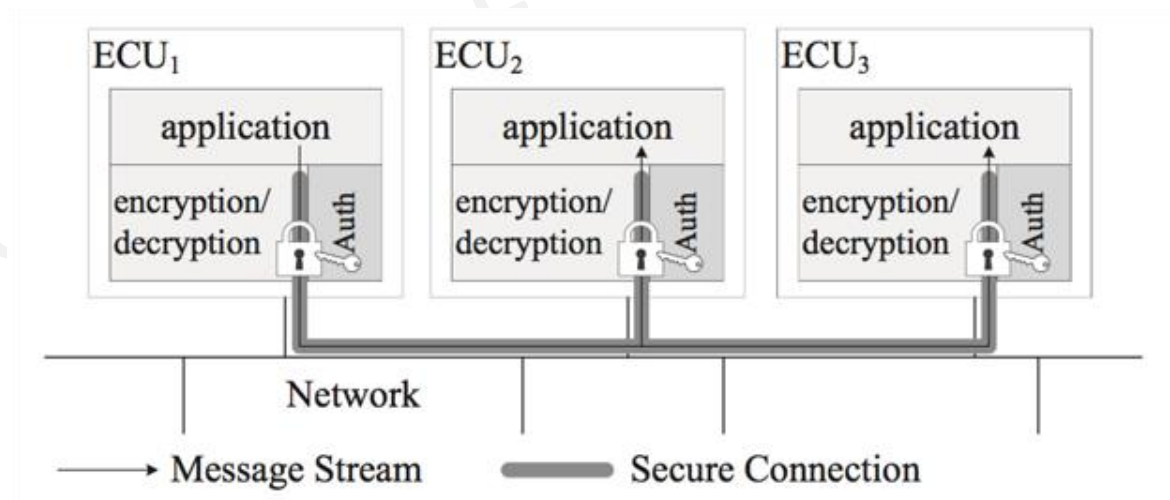 ECU₁
ECU₂
ECU₃
application
application
application
encryption/
decryption
Auth
encryption/
decryption
Auth
encryption/
decryption
Auth
Network
Message Stream
Secure Connection